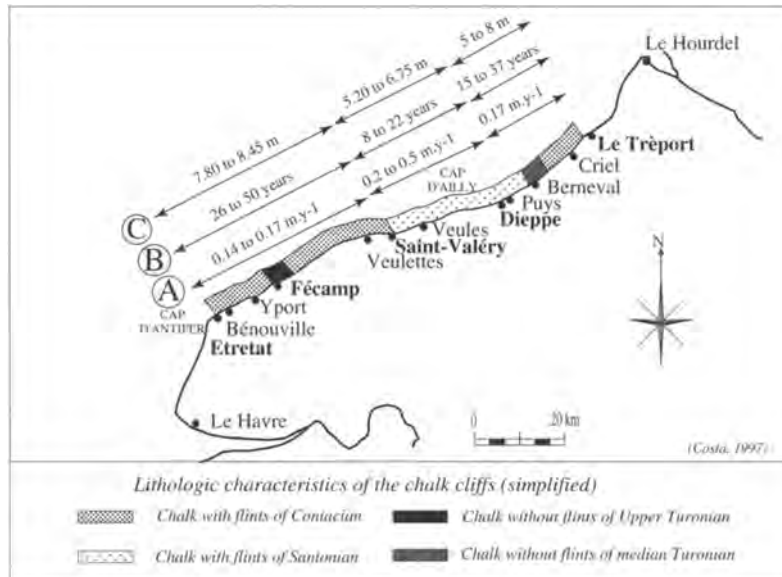 Le Hourdel
5 to 8 m
5.20 to 6.75 m
7.80 to 8.45 m
15 to 37 years
8 to 22 years
26 to 50 years
0.17 m.y-1
0.2 to 0.5 m.y-1
0.14 to 0.17 m.y-1
C
B
A
Le Trèport
Criel
Berneval
Puys
Dieppe
CAP
D'AILLY
Veules
Saint-Valéry
Veulettes
Fécamp
Yport
Bénouville
Etretat
CAP
D'ANTIFER
Le Havre
N
0 20 km
(Costa, 1997)
Lithologic characteristics of the chalk cliffs (simplified)
Chalk with flints of Coniacian
Chalk without flints of Upper Turonian
Chalk with flints of Santonian
Chalk without flints of median Turonian